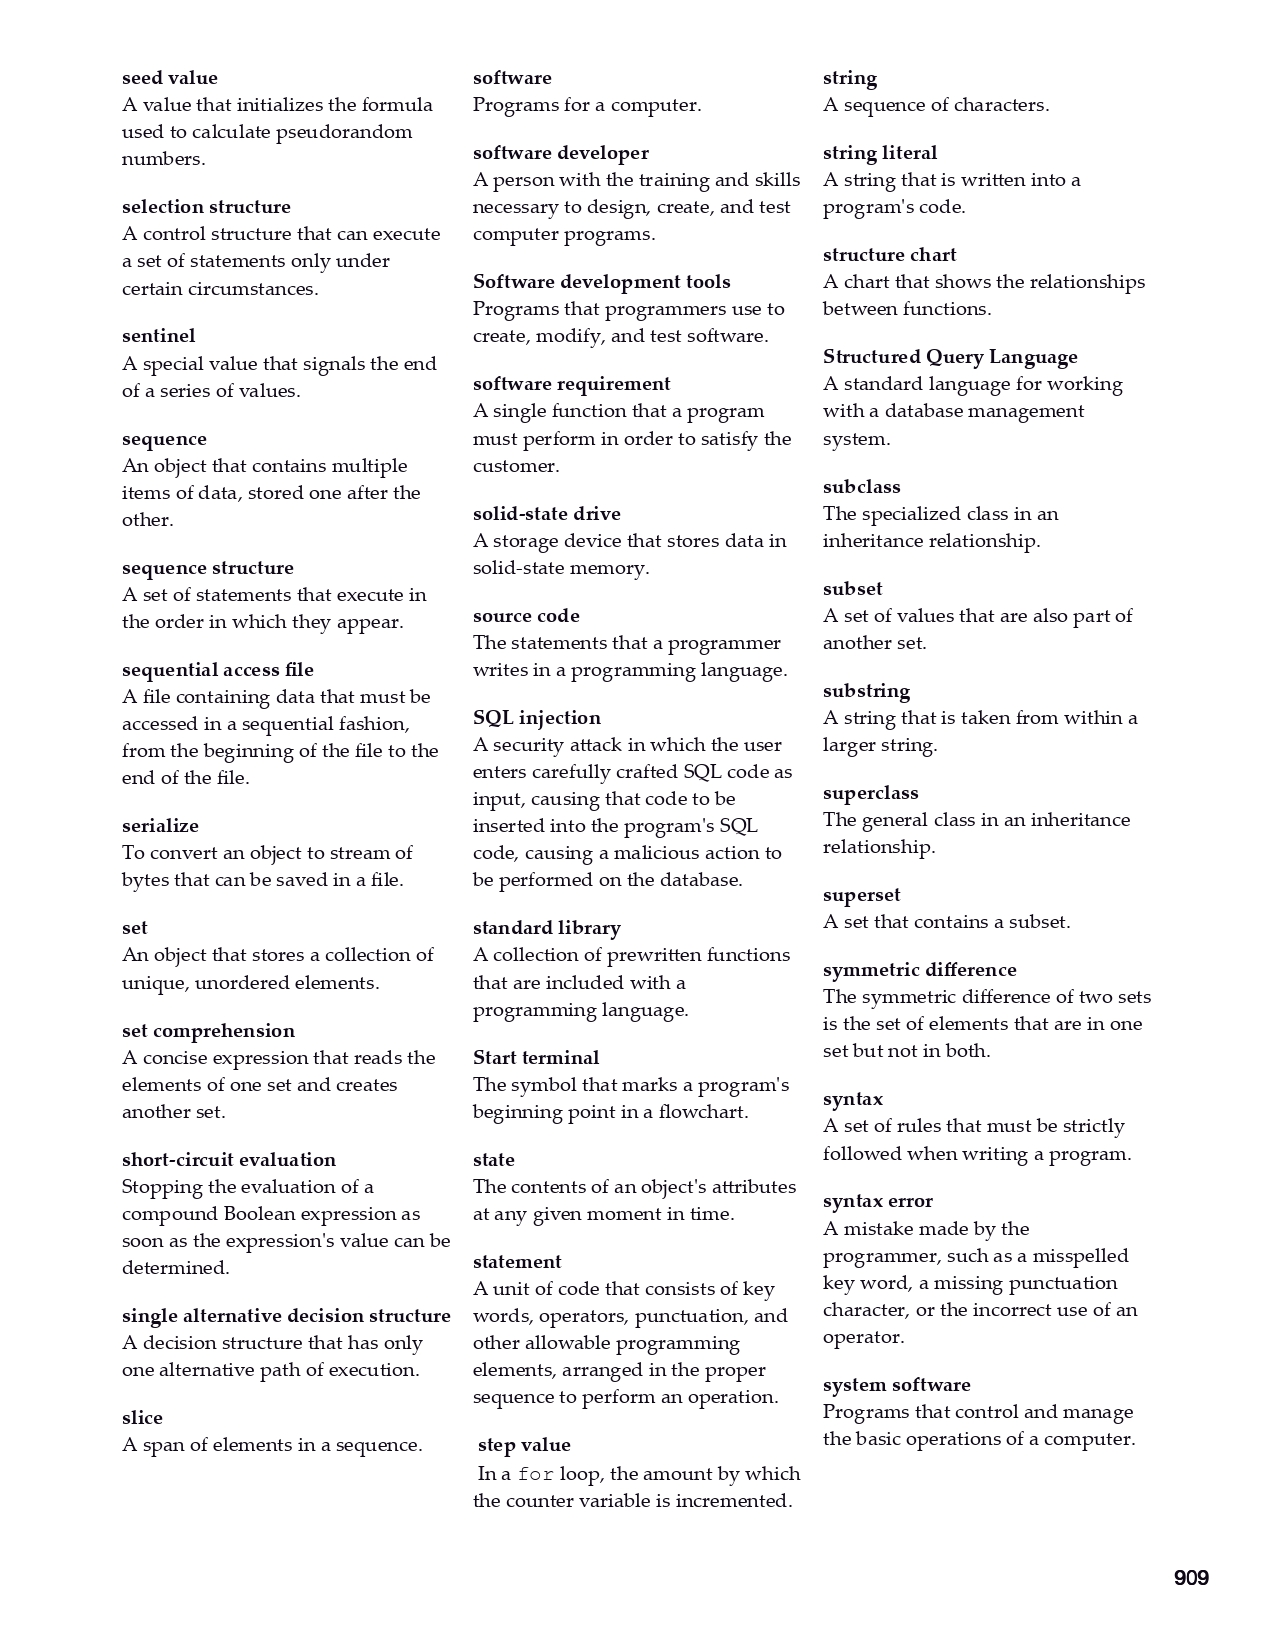 seed value
A value that initializes the formula
used to calculate pseudorandom
numbers.
selection structure
A control structure that can execute
a set of statements only under
certain circumstances.
sentinel
A special value that signals the end
of a series of values.
sequence
An object that contains multiple
items of data, stored one after the
other.
sequence structure
A set of statements that execute in
the order in which they appear.
sequential access file
A file containing data that must be
accessed in a sequential fashion,
from the beginning of the file to the
end of the file.
serialize
To convert an object to stream of
bytes that can be saved in a file.
set
An object that stores a collection of
unique, unordered elements.
set comprehension
A concise expression that reads the
elements of one set and creates
another set.
short-circuit evaluation
Stopping the evaluation of a
compound Boolean expression as
soon as the expression's value can be
determined.
single alternative decision structure
A decision structure that has only
one alternative path of execution.
slice
A span of elements in a sequence.
software
Programs for a computer.
software developer
A person with the training and skills
necessary to design, create, and test
computer programs.
Software development tools
Programs that programmers use to
create, modify, and test software.
software requirement
A single function that a program
must perform in order to satisfy the
customer.
solid-state drive
A storage device that stores data in
solid-state memory.
source code
The statements that a programmer
writes in a programming language.
SQL injection
A security attack in which the user
enters carefully crafted SQL code as
input, causing that code to be
inserted into the program's SQL
code, causing a malicious action to
be performed on the database.
standard library
A collection of prewritten functions
that are included with a
programming language.
Start terminal
The symbol that marks a program's
beginning point in a flowchart.
state
The contents of an object's attributes
at any given moment in time.
statement
A unit of code that consists of key
words, operators, punctuation, and
other allowable programming
elements, arranged in the proper
sequence to perform an operation.
step value
In a for loop, the amount by which
the counter variable is incremented.
string
A sequence of characters.
string literal
A string that is written into a
program's code.
structure chart
A chart that shows the relationships
between functions.
Structured Query Language
A standard language for working
with a database management
system.
subclass
The specialized class in an
inheritance relationship.
subset
A set of values that are also part of
another set.
substring
A string that is taken from within a
larger string.
superclass
The general class in an inheritance
relationship.
superset
A set that contains a subset.
symmetric difference
The symmetric difference of two sets
is the set of elements that are in one
set but not in both.
syntax
A set of rules that must be strictly
followed when writing a program.
syntax error
A mistake made by the
programmer, such as a misspelled
key word, a missing punctuation
character, or the incorrect use of an
operator.
system software
Programs that control and manage
the basic operations of a computer.
909